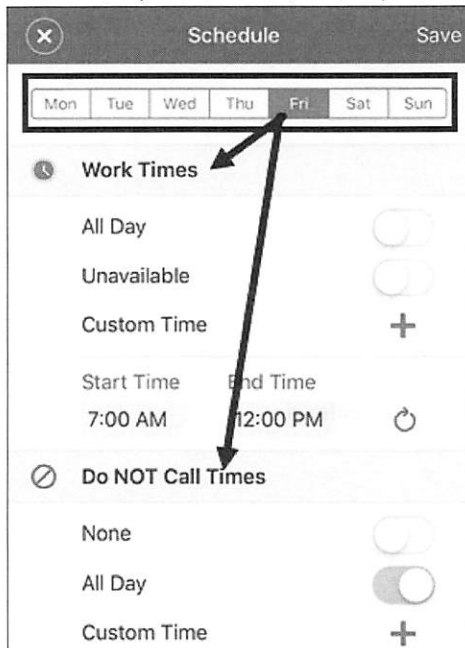 Schedule Save
Mon Tue Wed Thu Fri Sat Sun
Work Times
All Day
Unavailable
Custom Time
Start Time End Time
7:00 AM 12:00 PM
Do NOT Call Times
None
All Day
Custom Time